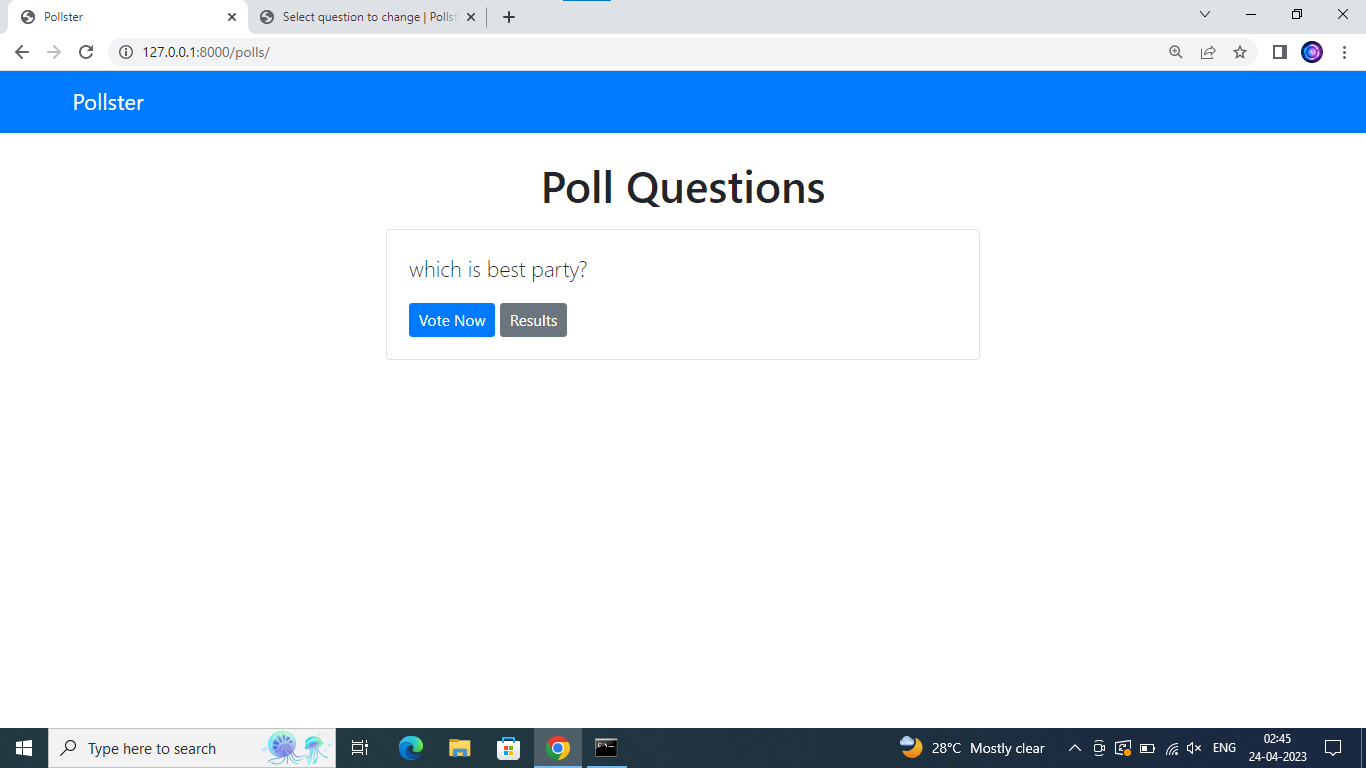 Pollster
Select question to change | Pollst
127.0.0.1:8000/polls/
Pollster
Poll Questions
which is best party?
Vote Now Results
Type here to search
28°C Mostly clear
ENG
02:45
24-04-2023